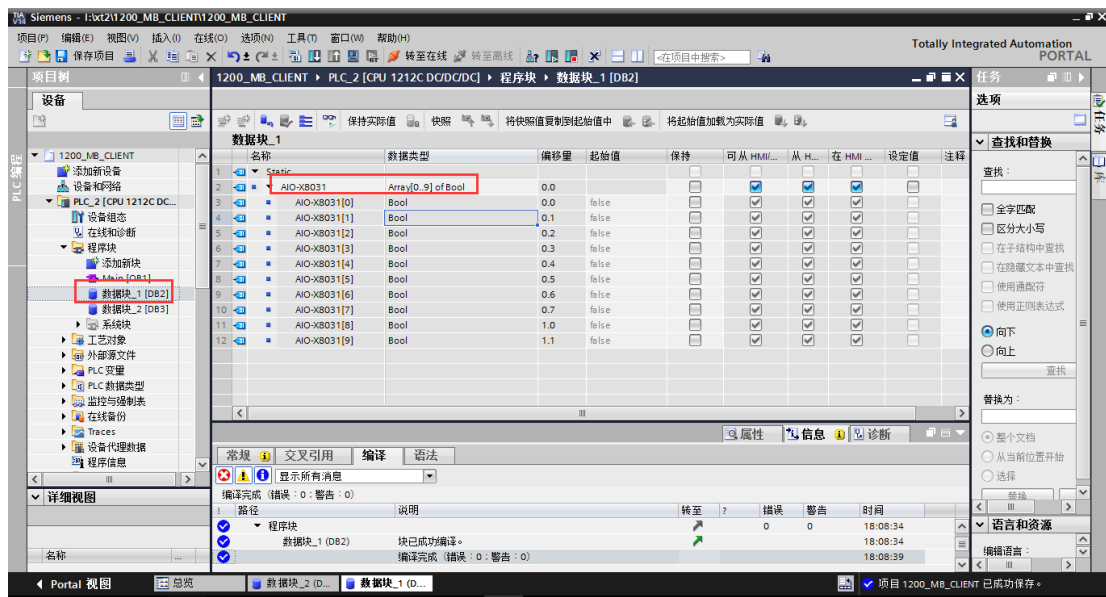 Siemens - I:\xt2\1200_MB_CLIENT\1200_MB_CLIENT
项目(P) 编辑(E) 视图(V) 插入(I) 在线(O) 选项(N) 工具(T) 窗口(W) 帮助(H)
Totally Integrated Automation
PORTAL
保存项目 转至在线 转至离线 <在项目中搜索>
项目树
1200_MB_CLIENT PLC_2 [CPU 1212C DC/DC/DC] 程序块 数据块_1 [DB2]
任务
设备
选项
保持实际值 快照 将快照值复制到起始值中 将起始值加载为实际值
数据块_1
名称 数据类型 偏移量 起始值 保持 可从 HMI/... 从 H... 在 HMI ... 设定值 注释
1 Static
2 AIO-X8031 Array[0..9] of Bool 0.0
3 AIO-X8031[0] Bool 0.0 false
4 AIO-X8031[1] Bool 0.1 false
5 AIO-X8031[2] Bool 0.2 false
6 AIO-X8031[3] Bool 0.3 false
7 AIO-X8031[4] Bool 0.4 false
8 AIO-X8031[5] Bool 0.5 false
9 AIO-X8031[6] Bool 0.6 false
10 AIO-X8031[7] Bool 0.7 false
11 AIO-X8031[8] Bool 1.0 false
12 AIO-X8031[9] Bool 1.1 false
PLC 编程
1200_MB_CLIENT
添加新设备
设备和网络
PLC_2 [CPU 1212C DC...
设备组态
在线和诊断
程序块
添加新块
Main [OB1]
数据块_1 [DB2]
数据块_2 [DB3]
系统块
工艺对象
外部源文件
PLC 变量
PLC 数据类型
监控与强制表
在线备份
Traces
设备代理数据
程序信息
详细视图
名称 ...
查找和替换
查找:
全字匹配
区分大小写
在子结构中查找
在隐藏文本中查找
使用通配符
使用正则表达式
向下
向上
查找
替换为:
整个文档
从当前位置开始
选择
替换
语言和资源
编辑语言:
任务
库
属性 信息 诊断
常规 交叉引用 编译 语法
显示所有消息
编译完成（错误：0；警告：0）
! 路径 说明 转至 ? 错误 警告 时间
程序块 0 0 18:08:34
数据块_1 (DB2) 块已成功编译。 18:08:34
编译完成（错误：0；警告：0） 18:08:39
Portal 视图 总览 数据块_2 (D... 数据块_1 (D... 项目 1200_MB_CLIENT 已成功保存。